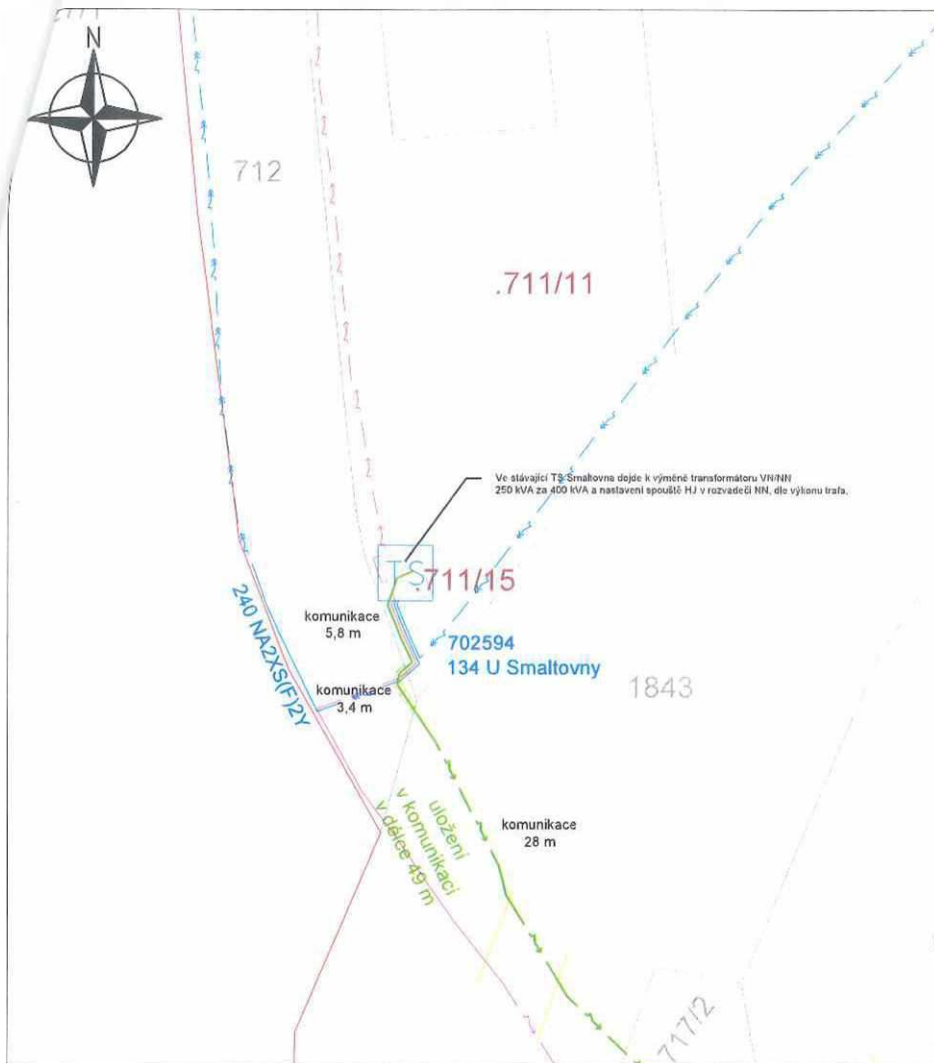 N
712
.711/11
Ve stávající TS Smaltovna dojde k výměně transformátoru VN/NN
250 kVA za 400 kVA a nastavení spouště HJ v rozvaděči NN, dle výkonu trafa.
TS
.711/15
komunikace
5,8 m
240 NA2XS(F)2Y
702594
134 U Smaltovny
komunikace
3,4 m
1843
uložení
v komunikaci
v délce 49 m
komunikace
28 m
717/2